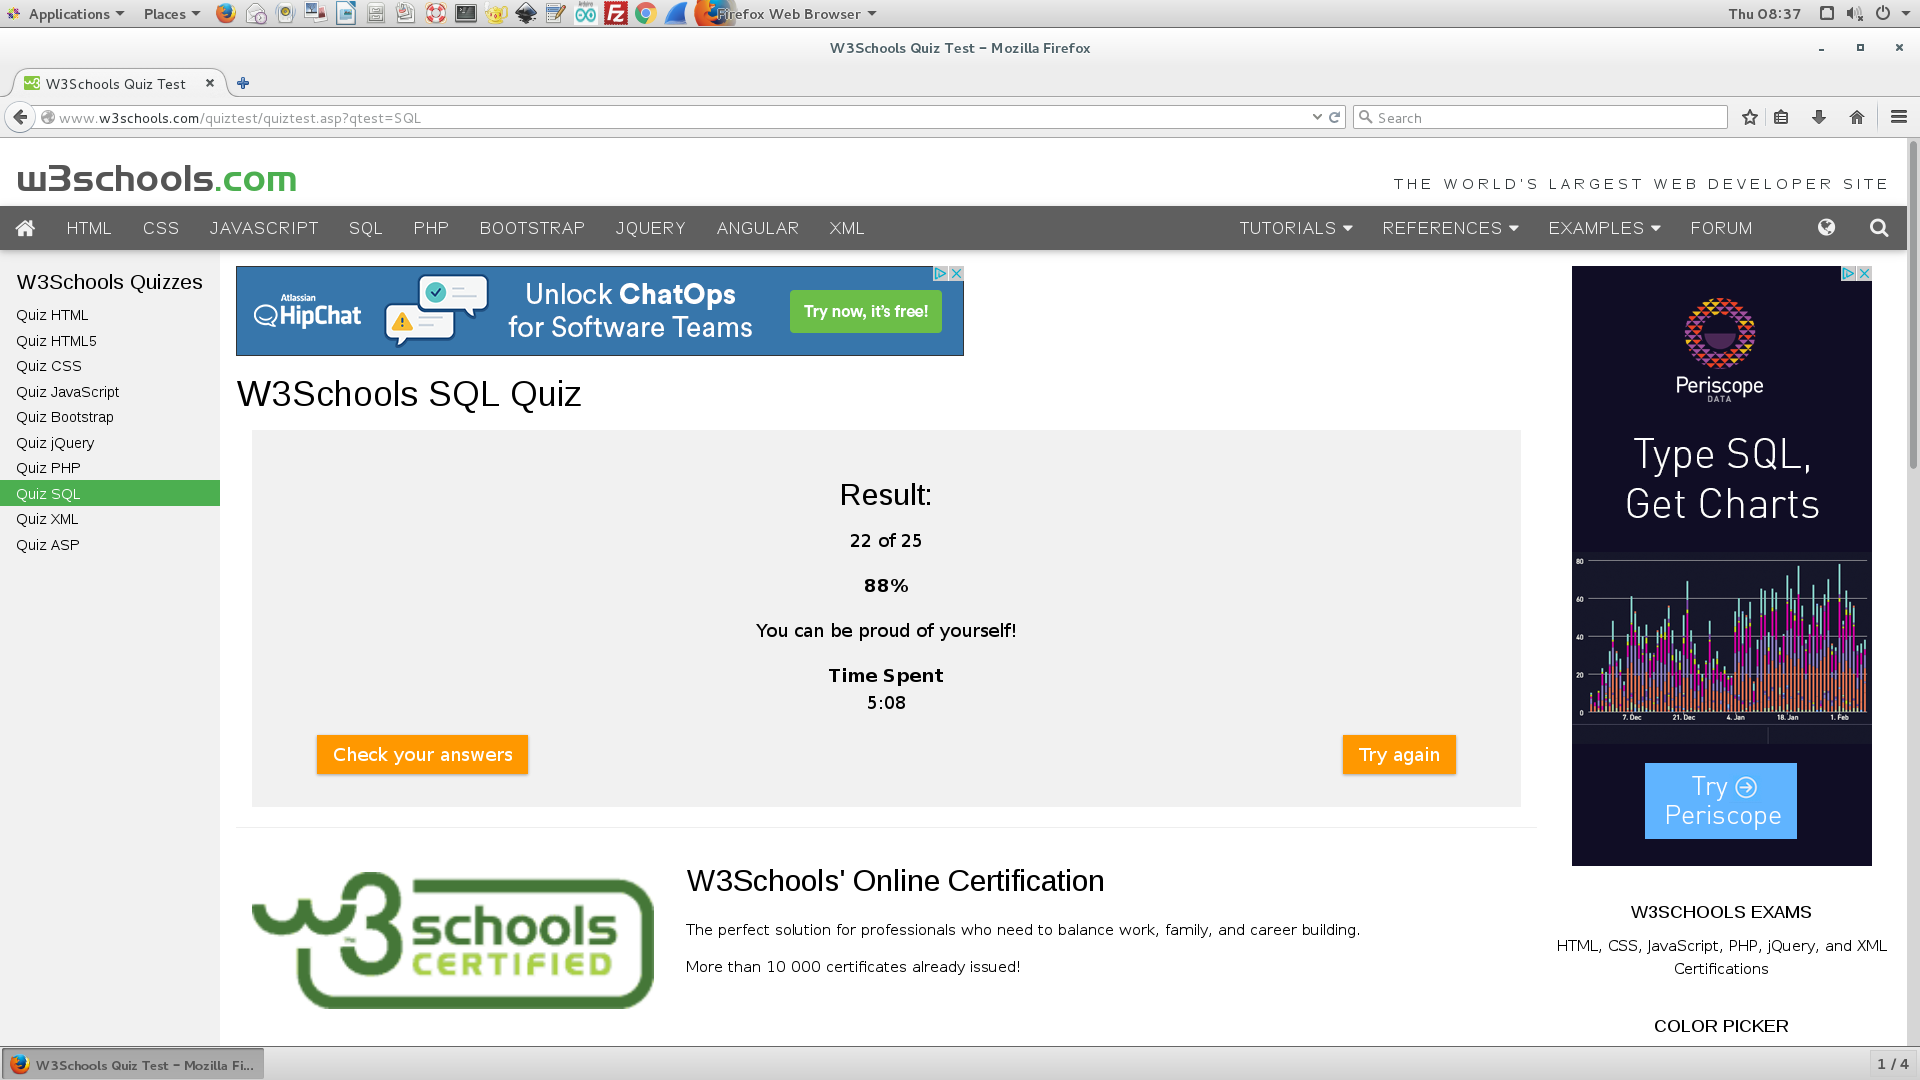 Applications Places Firefox Web Browser Thu 08:37
W3Schools Quiz Test - Mozilla Firefox
W3Schools Quiz Test
www.w3schools.com/quiztest/quiztest.asp?qtest=SQL Search
w3schools.com
THE WORLD'S LARGEST WEB DEVELOPER SITE
HTML CSS JAVASCRIPT SQL PHP BOOTSTRAP JQUERY ANGULAR XML TUTORIALS REFERENCES EXAMPLES FORUM
W3Schools Quizzes
Quiz HTML
Quiz HTML5
Quiz CSS
Quiz JavaScript
Quiz Bootstrap
Quiz jQuery
Quiz PHP
Quiz SQL
Quiz XML
Quiz ASP
Atlassian
HipChat
Unlock ChatOps
for Software Teams
Try now, it's free!
W3Schools SQL Quiz
Result:
22 of 25
88%
You can be proud of yourself!
Time Spent
5:08
Check your answers
Try again
w3schools
CERTIFIED
W3Schools' Online Certification
The perfect solution for professionals who need to balance work, family, and career building.
More than 10 000 certificates already issued!
Periscope
DATA
Type SQL,
Get Charts
80
60
40
20
0
7. Dec 21. Dec 4. Jan 18. Jan 1. Feb
Try
Periscope
W3SCHOOLS EXAMS
HTML, CSS, JavaScript, PHP, jQuery, and XML
Certifications
COLOR PICKER
W3Schools Quiz Test - Mozilla Fi... 1 / 4